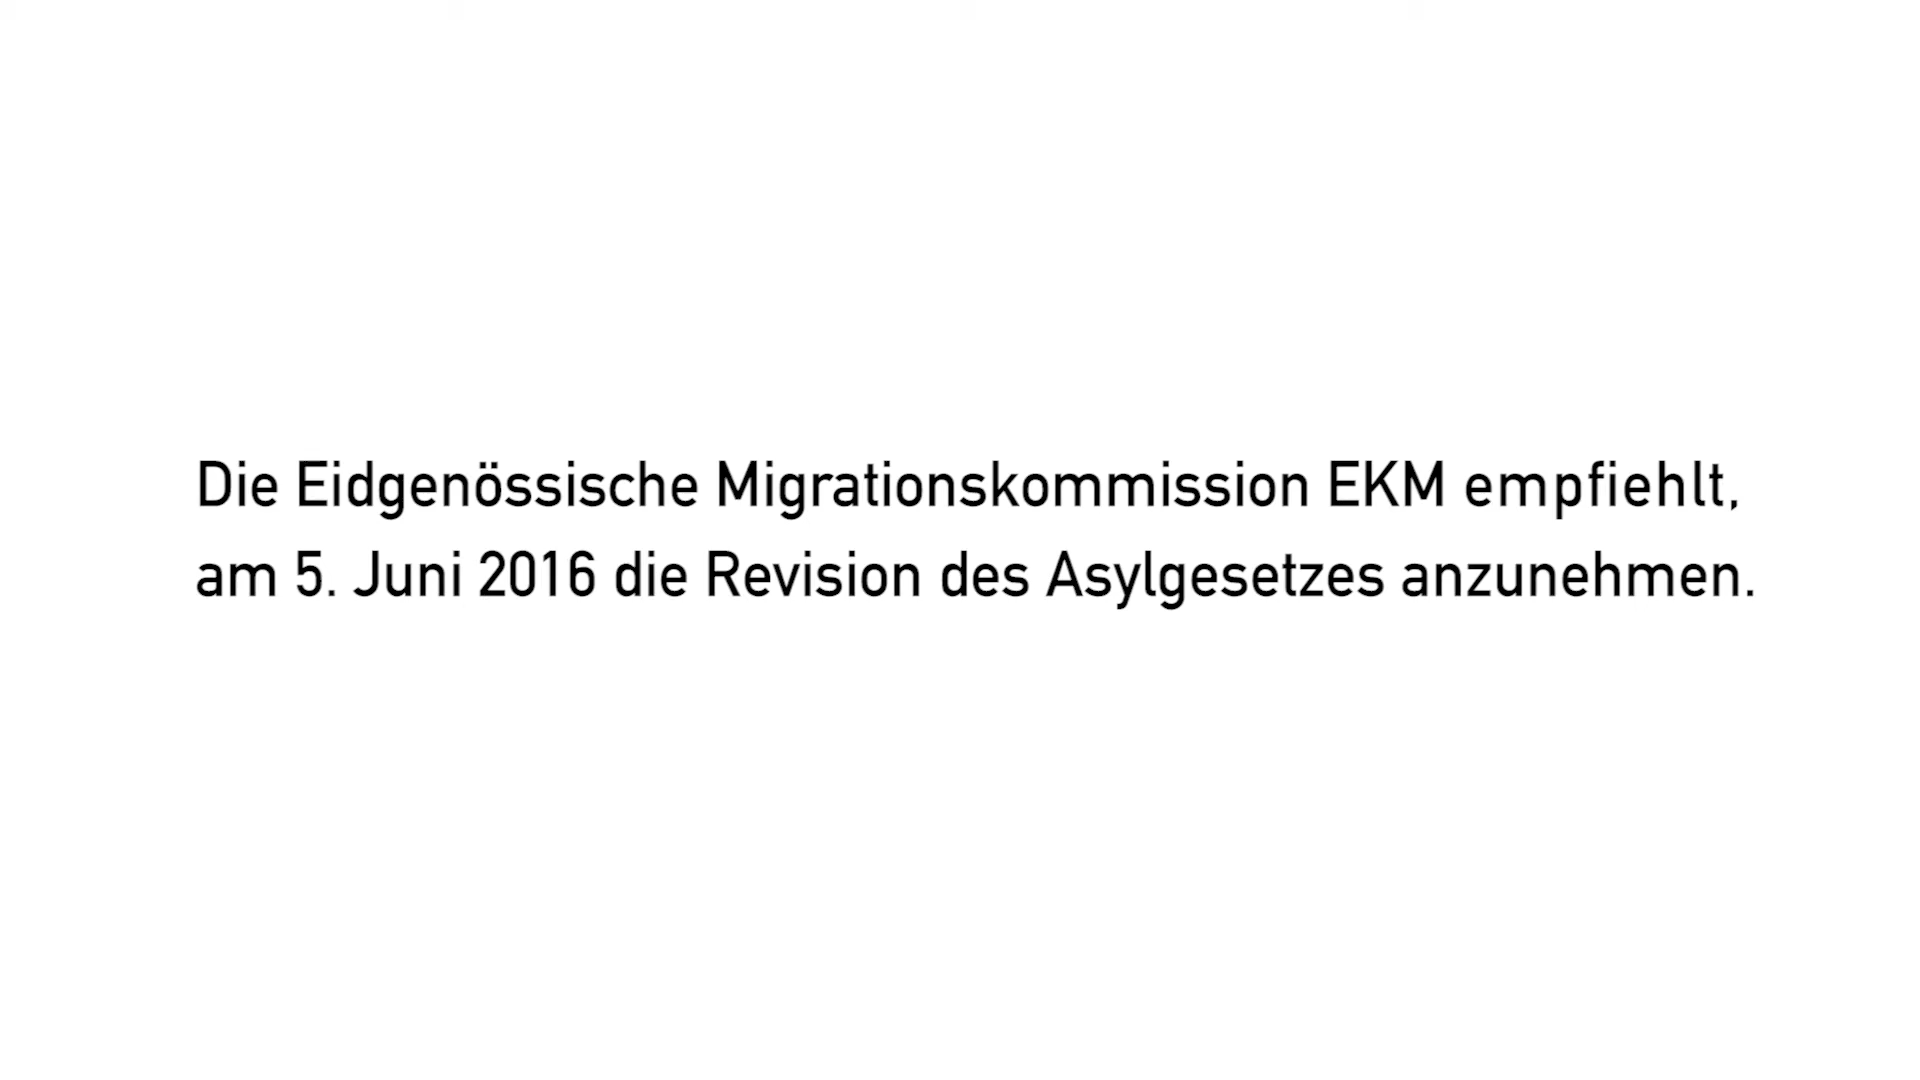 Die Eidgenössische Migrationskommission EKM empfiehlt,
am 5. Juni 2016 die Revision des Asylgesetzes anzunehmen.